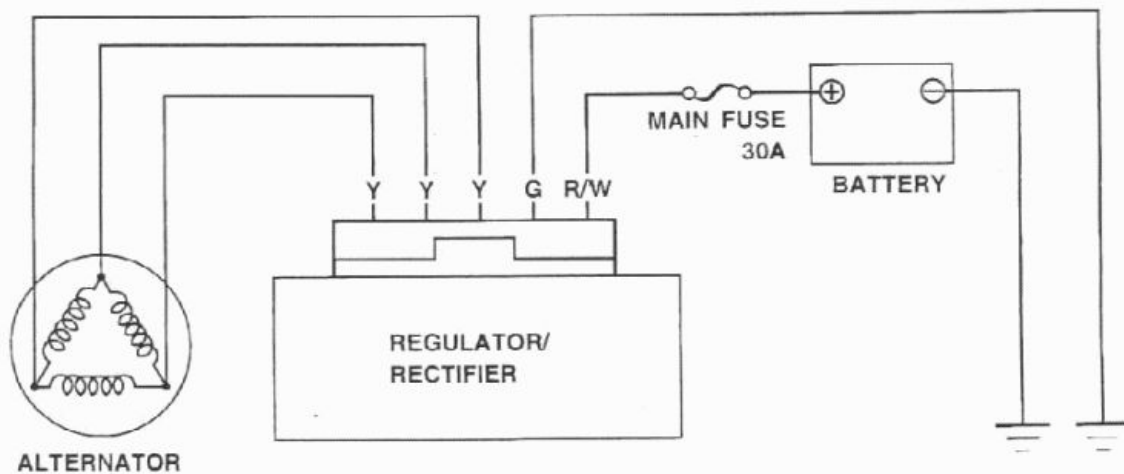 MAIN FUSE
30A
Y Y Y G R/W
BATTERY
REGULATOR/
RECTIFIER
ALTERNATOR